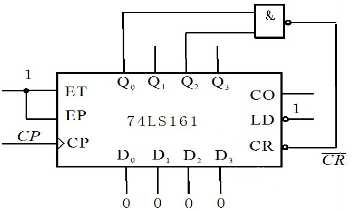 &
1
ET
Q0 Q1 Q2 Q3
CO
EP
74LS161
LD
1
CP
CP
CR
CR
D0 D1 D2 D3
0 0 0 0